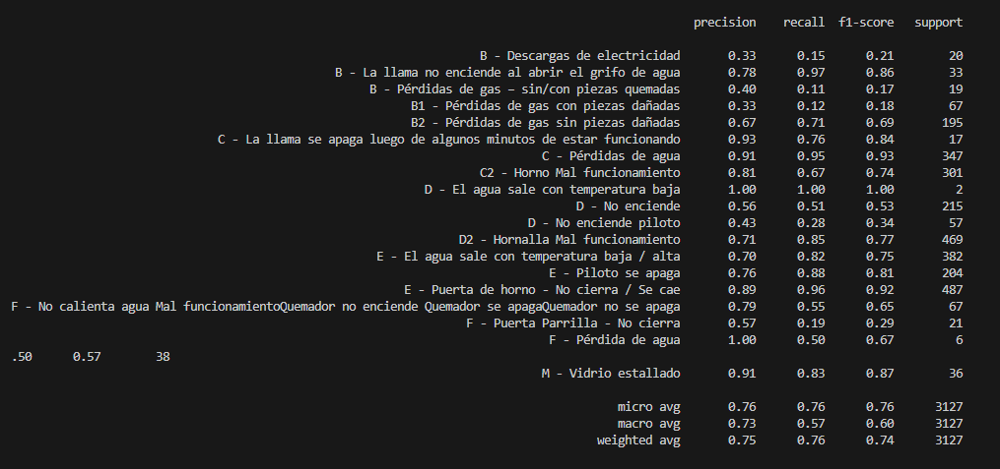 precision recall f1-score support
B - Descargas de electricidad 0.33 0.15 0.21 20
B - La llama no enciende al abrir el grifo de agua 0.78 0.97 0.86 33
B - Pérdidas de gas – sin/con piezas quemadas 0.40 0.11 0.17 19
B1 - Pérdidas de gas con piezas dañadas 0.33 0.12 0.18 67
B2 - Pérdidas de gas sin piezas dañadas 0.67 0.71 0.69 195
C - La llama se apaga luego de algunos minutos de estar funcionando 0.93 0.76 0.84 17
C - Pérdidas de agua 0.91 0.95 0.93 347
C2 - Horno Mal funcionamiento 0.81 0.67 0.74 301
D - El agua sale con temperatura baja 1.00 1.00 1.00 2
D - No enciende 0.56 0.51 0.53 215
D - No enciende piloto 0.43 0.28 0.34 57
D2 - Hornalla Mal funcionamiento 0.71 0.85 0.77 469
E - El agua sale con temperatura baja / alta 0.70 0.82 0.75 382
E - Piloto se apaga 0.76 0.88 0.81 204
E - Puerta de horno - No cierra / Se cae 0.89 0.96 0.92 487
F - No calienta agua Mal funcionamientoQuemador no enciende Quemador se apagaQuemador no se apaga 0.79 0.55 0.65 67
F - Puerta Parrilla - No cierra 0.57 0.19 0.29 21
F - Pérdida de agua 1.00 0.50 0.67 6
.50 0.57 38
M - Vidrio estallado 0.91 0.83 0.87 36
micro avg 0.76 0.76 0.76 3127
macro avg 0.73 0.57 0.60 3127
weighted avg 0.75 0.76 0.74 3127